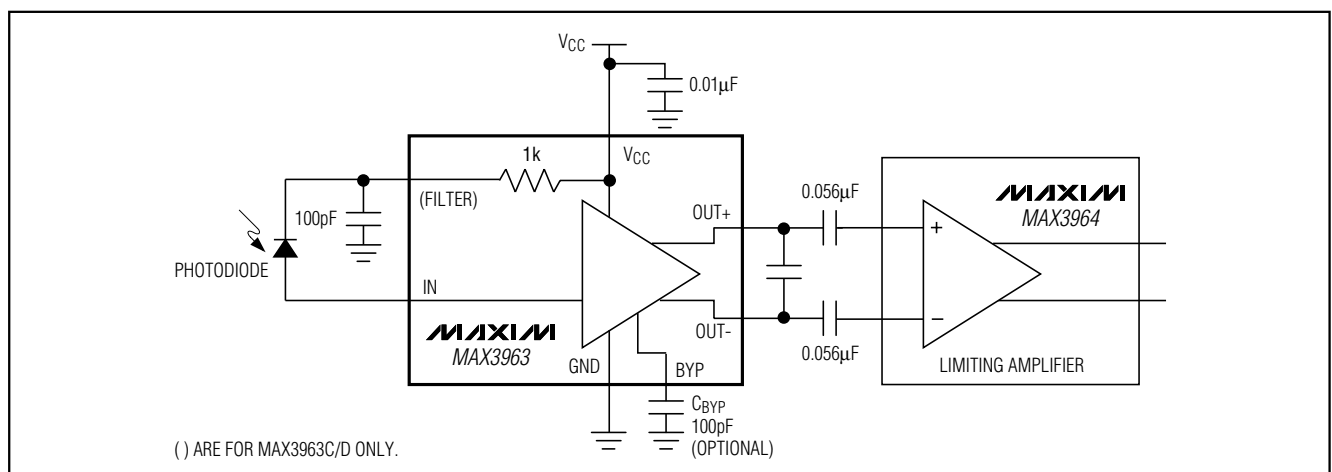 VCC
0.01μF
1k
VCC
(FILTER)
100pF
PHOTODIODE
IN
MAXIM
MAX3963
GND
BYP
CBYP
100pF
(OPTIONAL)
OUT+
OUT-
0.056μF
0.056μF
MAXIM
MAX3964
+
−
LIMITING AMPLIFIER
( ) ARE FOR MAX3963C/D ONLY.